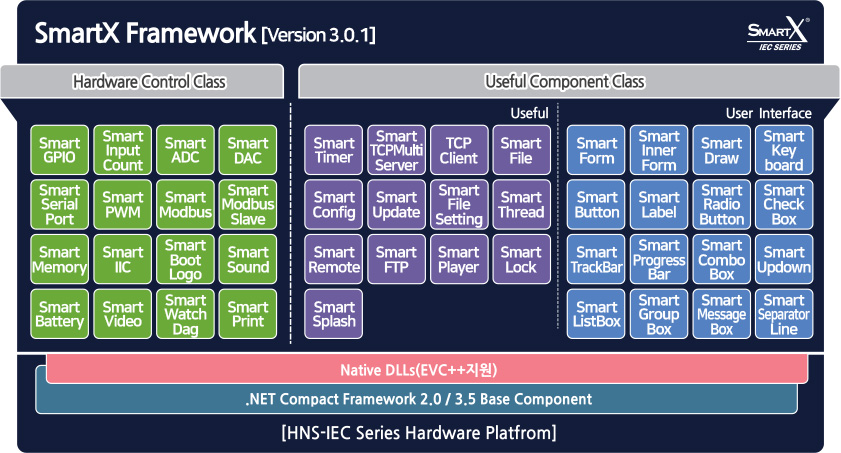 SmartX Framework [Version 3.0.1]
SMARTX®
IEC SERIES
Hardware Control Class
Useful Component Class
Useful
User Interface
Smart
GPIO
Smart
Input
Count
Smart
ADC
Smart
DAC
Smart
Timer
Smart
TCPMulti
Server
TCP
Client
Smart
File
Smart
Form
Smart
Inner
Form
Smart
Draw
Smart
Key
board
Smart
Serial
Port
Smart
PWM
Smart
Modbus
Smart
Modbus
Slave
Smart
Config
Smart
Update
Smart
File
Setting
Smart
Thread
Smart
Button
Smart
Label
Smart
Radio
Button
Smart
Check
Box
Smart
Memory
Smart
IIC
Smart
Boot
Logo
Smart
Sound
Smart
Remote
Smart
FTP
Smart
Player
Smart
Lock
Smart
TrackBar
Smart
Progress
Bar
Smart
Combo
Box
Smart
Updown
Smart
Battery
Smart
Video
Smart
Watch
Dag
Smart
Print
Smart
Splash
Smart
ListBox
Smart
Group
Box
Smart
Message
Box
Smart
Separator
Line
Native DLLs(EVC++지원)
.NET Compact Framework 2.0 / 3.5 Base Component
[HNS-IEC Series Hardware Platfrom]